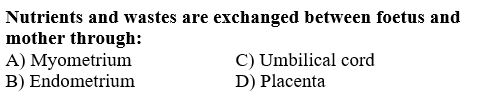 Nutrients and wastes are exchanged between foetus and
mother through:
A) Myometrium C) Umbilical cord
B) Endometrium D) Placenta